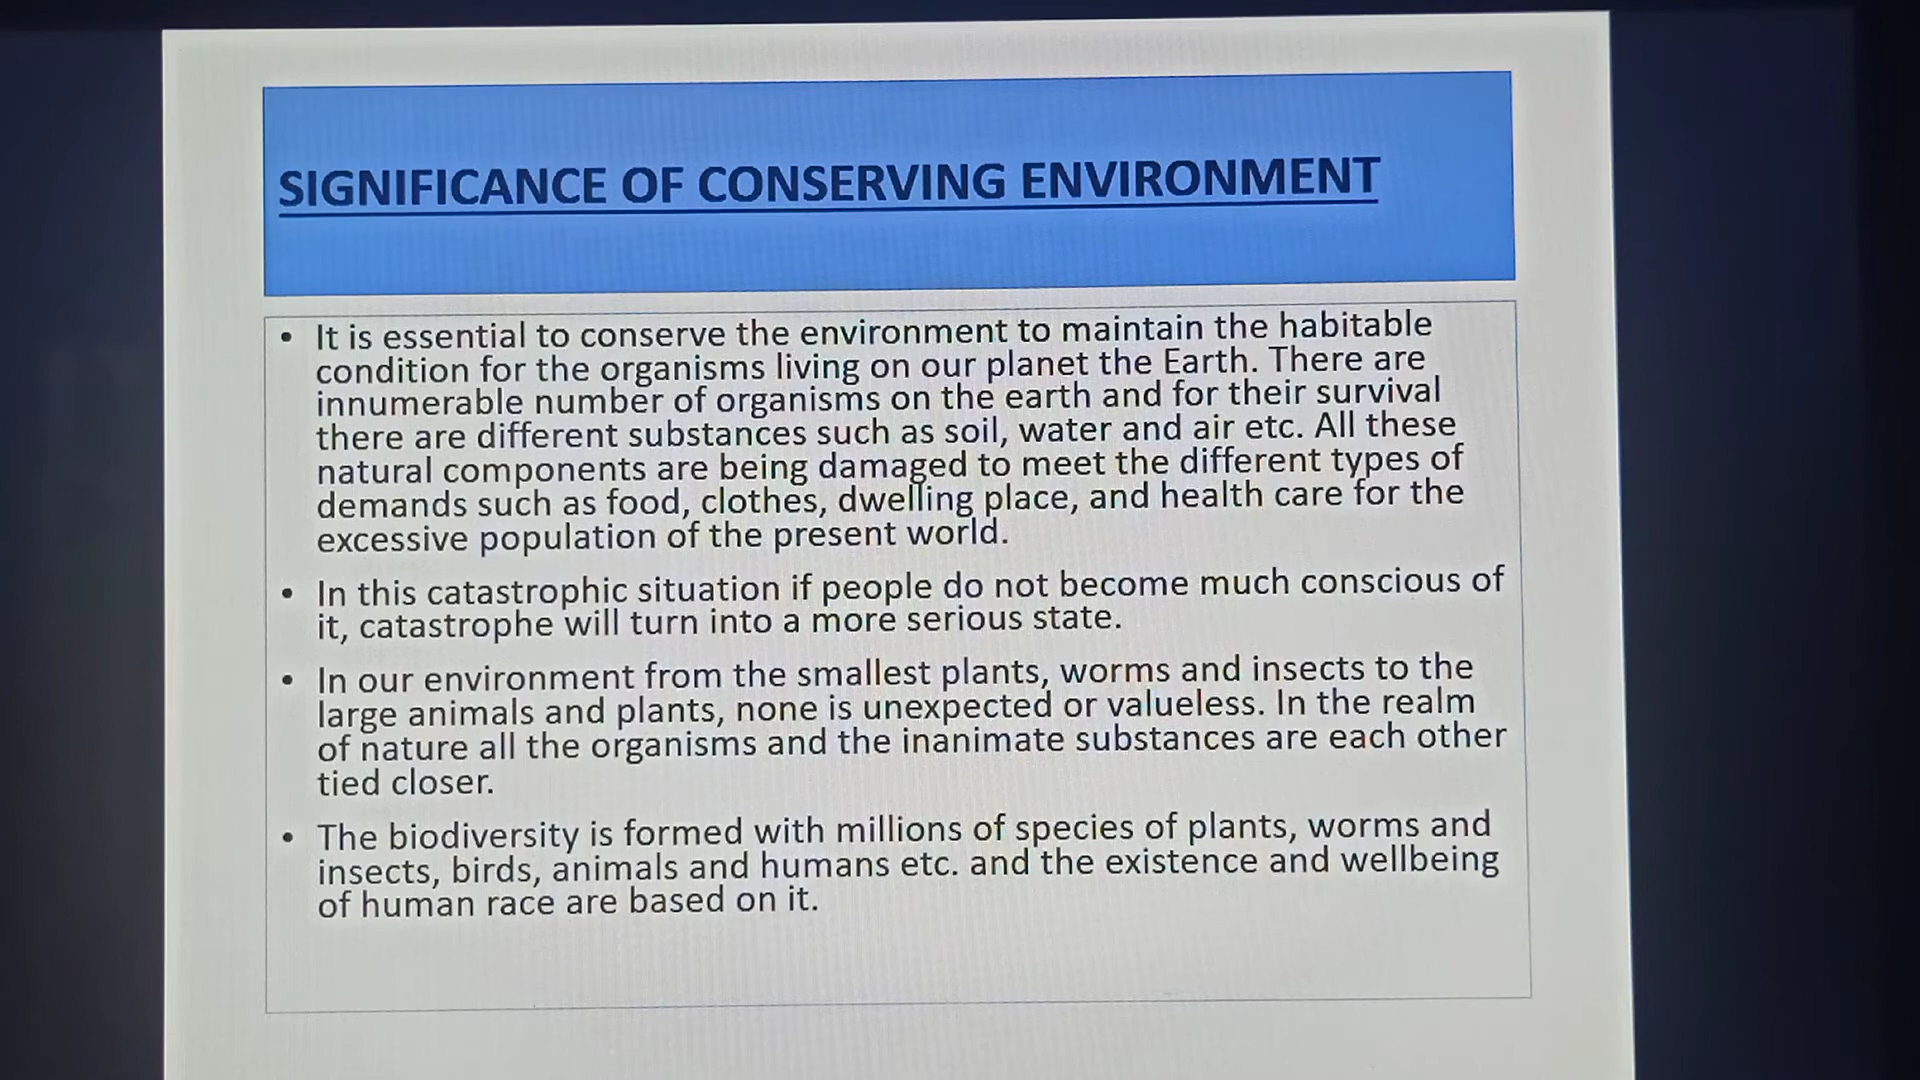 SIGNIFICANCE OF CONSERVING ENVIRONMENT
• It is essential to conserve the environment to maintain the habitable
condition for the organisms living on our planet the Earth. There are
innumerable number of organisms on the earth and for their survival
there are different substances such as soil, water and air etc. All these
natural components are being damaged to meet the different types of
demands such as food, clothes, dwelling place, and health care for the
excessive population of the present world.
• In this catastrophic situation if people do not become much conscious of
it, catastrophe will turn into a more serious state.
• In our environment from the smallest plants, worms and insects to the
large animals and plants, none is unexpected or valueless. In the realm
of nature all the organisms and the inanimate substances are each other
tied closer.
• The biodiversity is formed with millions of species of plants, worms and
insects, birds, animals and humans etc. and the existence and wellbeing
of human race are based on it.